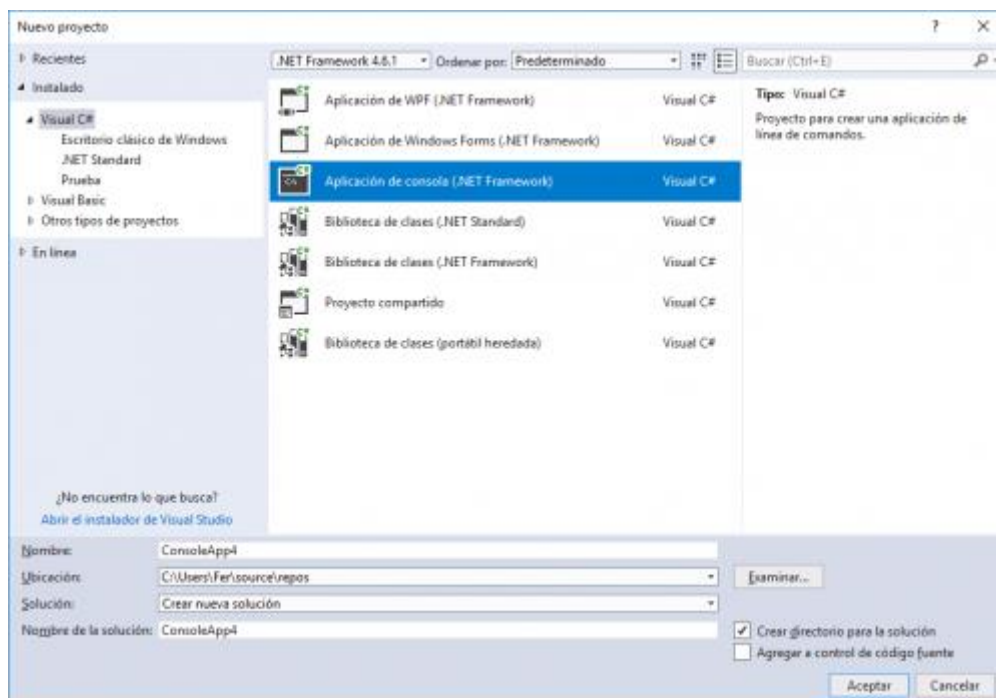 Nuevo proyecto
? ×
Recientes
Instalado
Visual C#
Escritorio clásico de Windows
.NET Standard
Prueba
Visual Basic
Otros tipos de proyectos
En línea
¿No encuentra lo que busca?
Abrir el instalador de Visual Studio
.NET Framework 4.6.1 Ordenar por: Predeterminado
Aplicación de WPF (.NET Framework) Visual C#
Aplicación de Windows Forms (.NET Framework) Visual C#
Aplicación de consola (.NET Framework) Visual C#
Biblioteca de clases (.NET Standard) Visual C#
Biblioteca de clases (.NET Framework) Visual C#
Proyecto compartido Visual C#
Biblioteca de clases (portátil heredada) Visual C#
Buscar (Ctrl+E)
Tipo: Visual C#
Proyecto para crear una aplicación de
línea de comandos.
Nombre: ConsoleApp4
Ubicación: C:\Users\Fer\source\repos Examinar...
Solución: Crear nueva solución
Nombre de la solución: ConsoleApp4
Crear directorio para la solución
Agregar a control de código fuente
Aceptar Cancelar